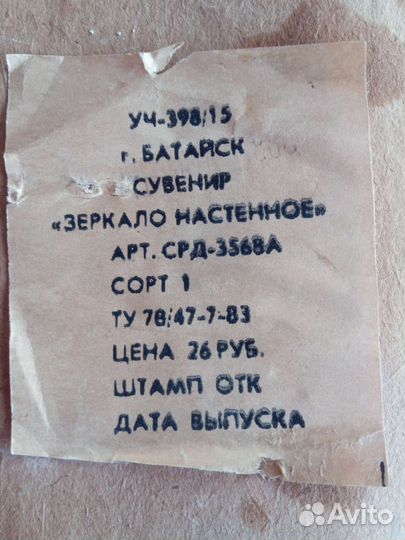 УЧ-398/15
г. БАТАЙСК
СУВЕНИР
«ЗЕРКАЛО НАСТЕННОЕ»
АРТ. СРД-3568А
СОРТ 1
ТУ 78/47-7-83
ЦЕНА 26 РУБ.
ШТАМП ОТК
ДАТА ВЫПУСКА
Avito